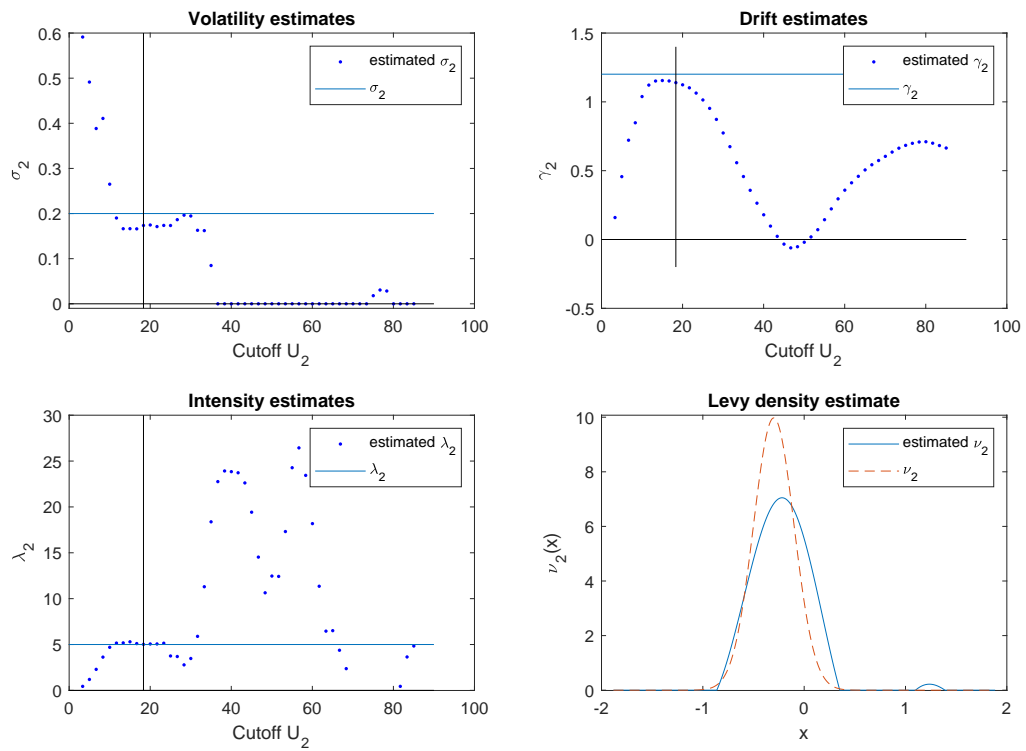 Volatility estimates
0.6
0.5
0.4
0.3
0.2
0.1
0
σ2
estimated σ2
σ2
0 20 40 60 80 100
Cutoff U2
Drift estimates
1.5
1
0.5
0
-0.5
γ2
estimated γ2
γ2
0 20 40 60 80 100
Cutoff U2
Intensity estimates
30
25
20
15
10
5
0
λ2
estimated λ2
λ2
0 20 40 60 80 100
Cutoff U2
Levy density estimate
10
8
6
4
2
0
ν2(x)
estimated ν2
ν2
-2 -1 0 1 2
x